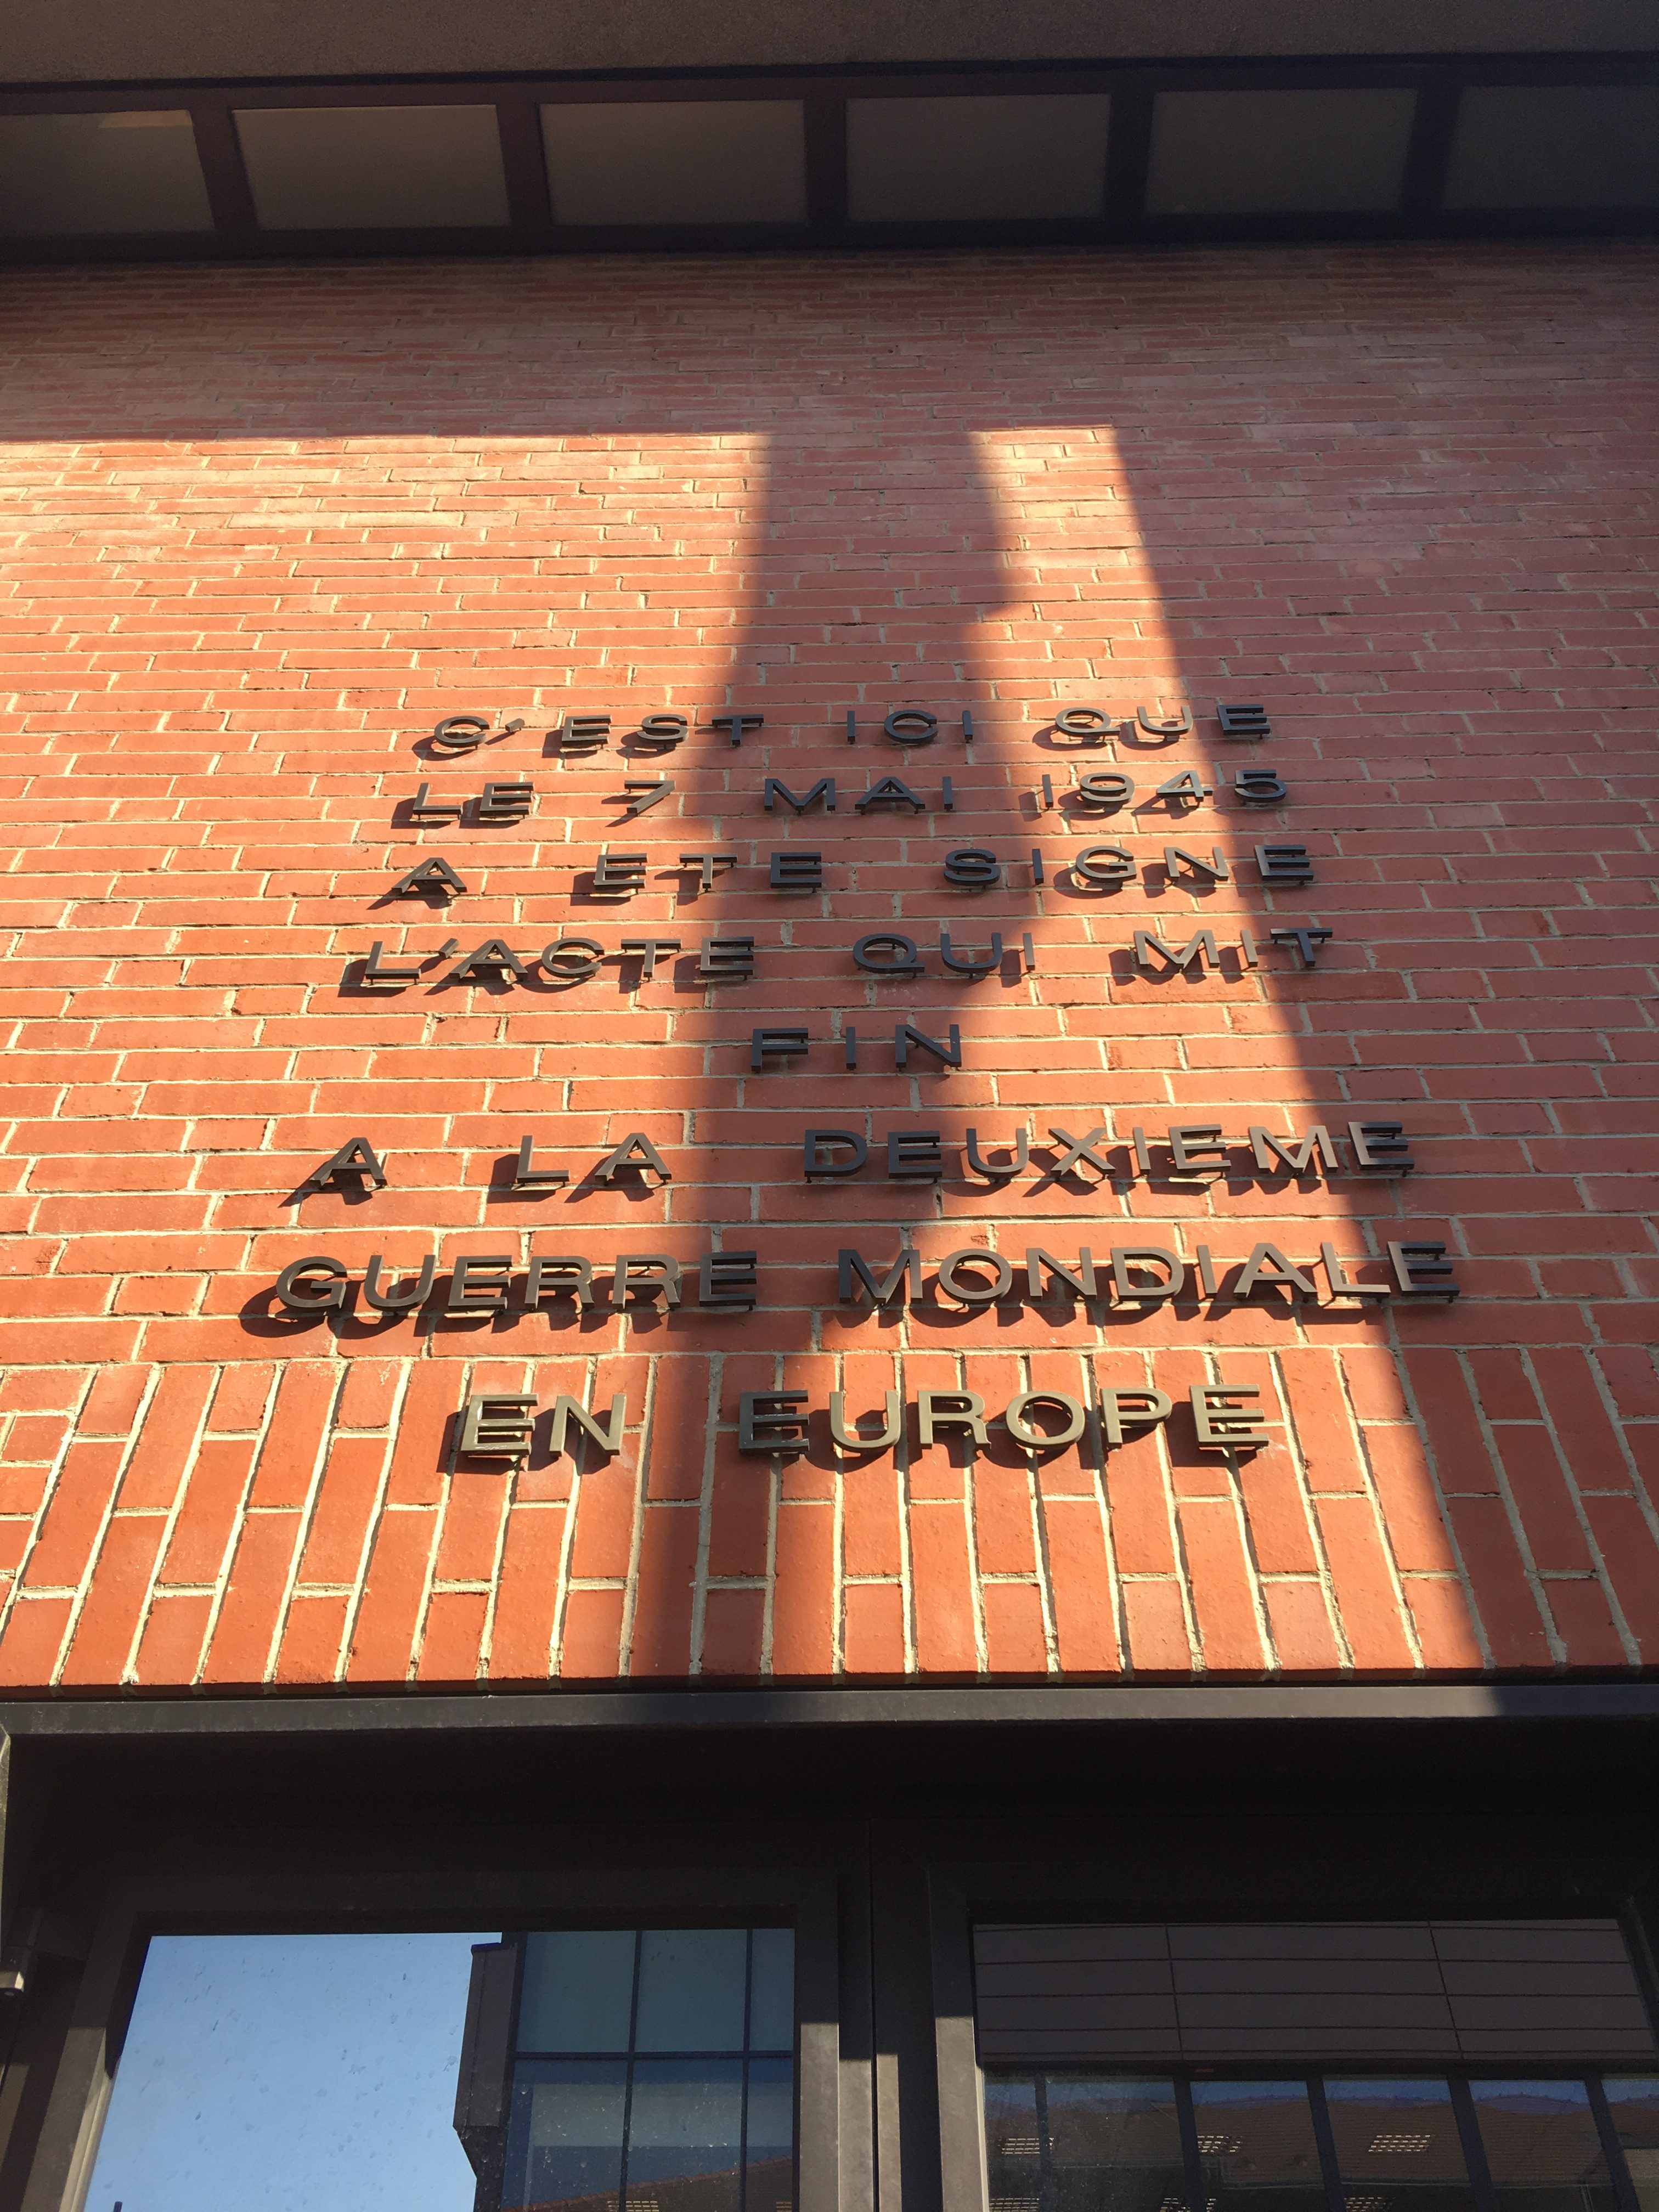 C'EST ICI QUE
LE 7 MAI 1945
A ETE SIGNE
L'ACTE QUI MIT
FIN
A LA DEUXIEME
GUERRE MONDIALE
EN EUROPE